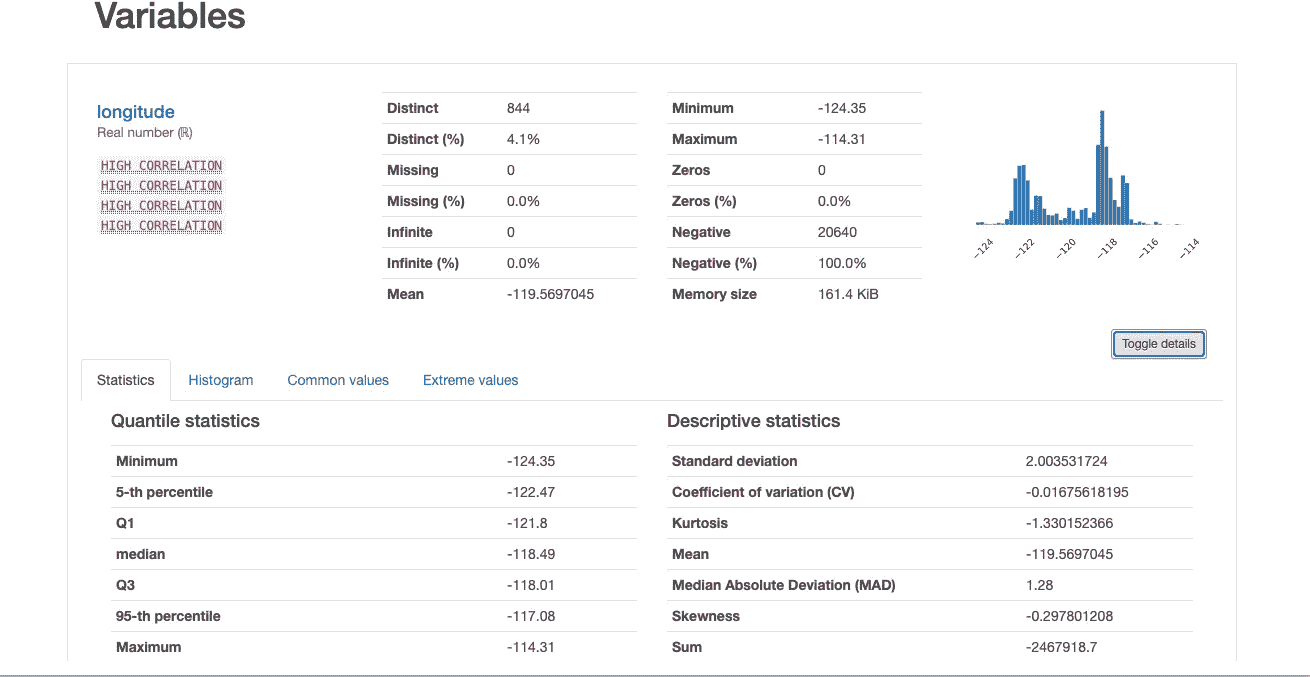 Variables
longitude
Real number (ℝ)
HIGH CORRELATION
HIGH CORRELATION
HIGH CORRELATION
HIGH CORRELATION
Distinct 844
Distinct (%) 4.1%
Missing 0
Missing (%) 0.0%
Infinite 0
Infinite (%) 0.0%
Mean -119.5697045
Minimum -124.35
Maximum -114.31
Zeros 0
Zeros (%) 0.0%
Negative 20640
Negative (%) 100.0%
Memory size 161.4 KiB
−124 −122 −120 −118 −116 −114
Toggle details
Statistics Histogram Common values Extreme values
Quantile statistics
Minimum -124.35
5-th percentile -122.47
Q1 -121.8
median -118.49
Q3 -118.01
95-th percentile -117.08
Maximum -114.31
Descriptive statistics
Standard deviation 2.003531724
Coefficient of variation (CV) -0.01675618195
Kurtosis -1.330152366
Mean -119.5697045
Median Absolute Deviation (MAD) 1.28
Skewness -0.297801208
Sum -2467918.7